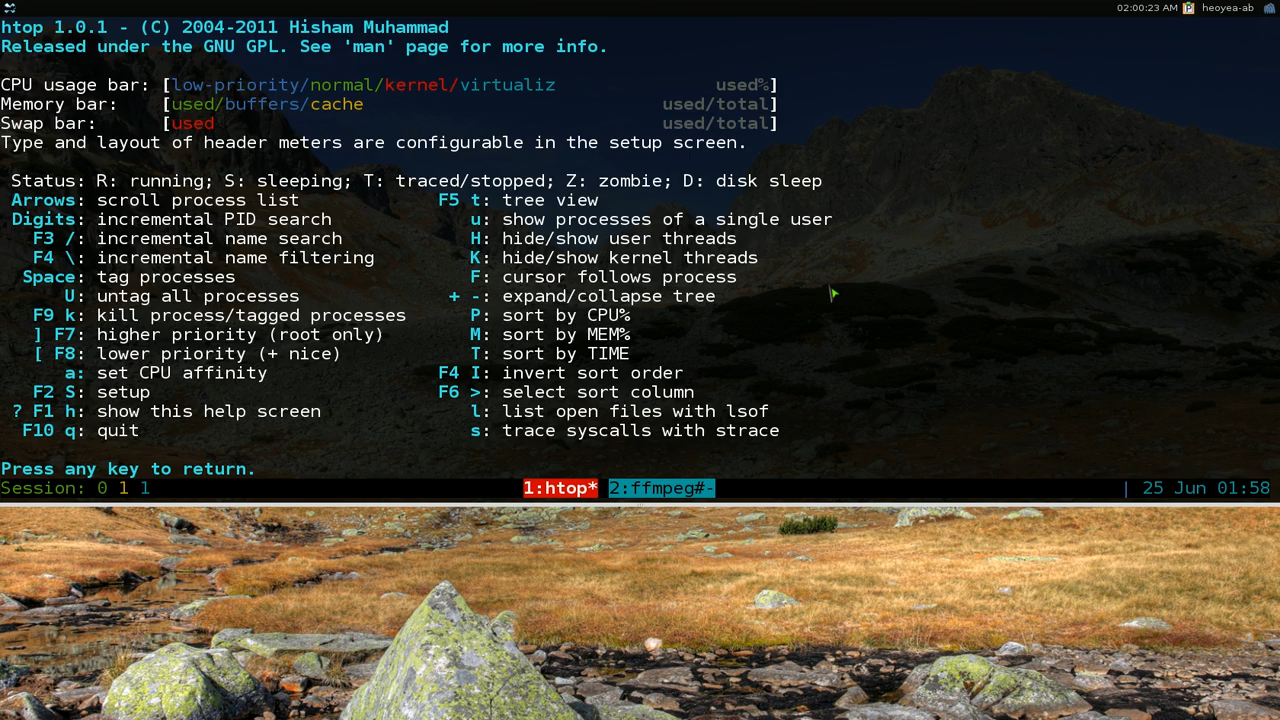 02:00:23 AM heoyea-ab
htop 1.0.1 - (C) 2004-2011 Hisham Muhammad
Released under the GNU GPL. See 'man' page for more info.
CPU usage bar: [low-priority/normal/kernel/virtualiz used%]
Memory bar: [used/buffers/cache used/total]
Swap bar: [used used/total]
Type and layout of header meters are configurable in the setup screen.
Status: R: running; S: sleeping; T: traced/stopped; Z: zombie; D: disk sleep
Arrows: scroll process list F5 t: tree view
Digits: incremental PID search u: show processes of a single user
F3 /: incremental name search H: hide/show user threads
F4 \: incremental name filtering K: hide/show kernel threads
Space: tag processes F: cursor follows process
U: untag all processes + -: expand/collapse tree
F9 k: kill process/tagged processes P: sort by CPU%
] F7: higher priority (root only) M: sort by MEM%
[ F8: lower priority (+ nice) T: sort by TIME
a: set CPU affinity F4 I: invert sort order
F2 S: setup F6 >: select sort column
? F1 h: show this help screen l: list open files with lsof
F10 q: quit s: trace syscalls with strace
Press any key to return.
Session: 0 1 1 1:htop* 2:ffmpeg#- | 25 Jun 01:58